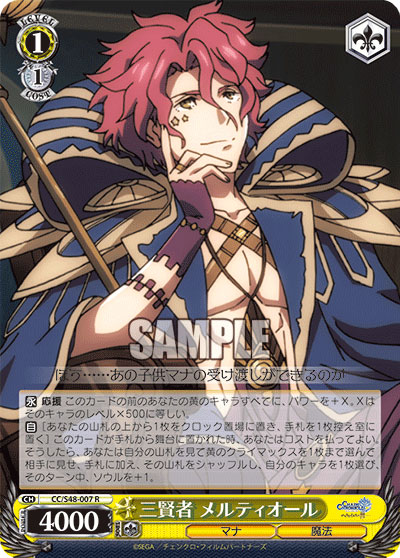 LEVEL
1
1
COST
SAMPLE
ほう……あの子供マナの受け渡しができるのか
永 応援 このカードの前のあなたの黄のキャラすべてに、パワーを+X。Xは
そのキャラのレベル×500に等しい。
自 [あなたの山札の上から1枚をクロック置場に置き、手札を1枚控え室
に置く] このカードが手札から舞台に置かれた時、あなたはコストを払ってよ
い。そうしたら、あなたは自分の山札を見て黄のクライマックスを1枚まで選んで
相手に見せ、手札に加え、その山札をシャッフルし、自分のキャラを1枚選び、
そのターン中、ソウルを+1。
CH
CC/S48-007 R
4000
三賢者 メルティオール
マナ
魔法
©SEGA/チェンクロ・フィルムパートナーズ